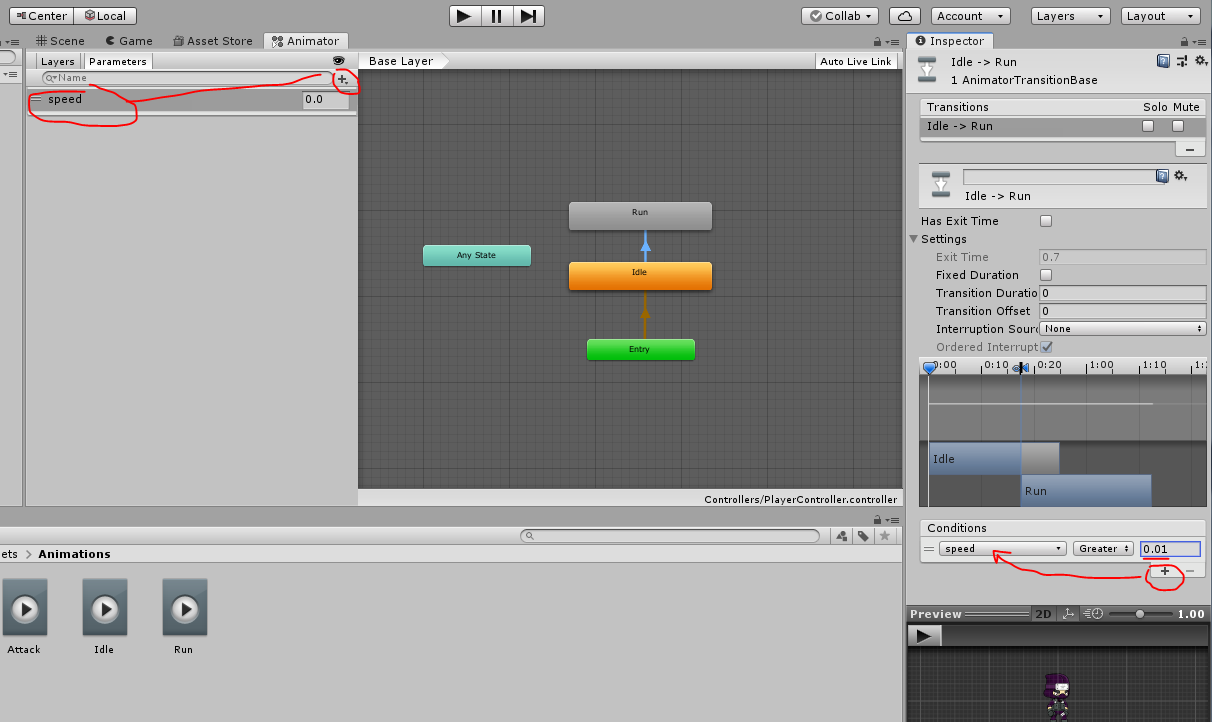 Center Local Collab Account Layers Layout
Scene Game Asset Store Animator
Layers Parameters
Name
speed 0.0
Base Layer Auto Live Link
Run
Any State
Idle
Entry
Controllers/PlayerController.controller
Inspector
Idle -> Run
1 AnimatorTransitionBase
Transitions Solo Mute
Idle -> Run
Idle -> Run
Has Exit Time
Settings
Exit Time 0.7
Fixed Duration
Transition Duratio 0
Transition Offset 0
Interruption Sourc None
Ordered Interrupt
0:00 0:10 0:20 1:00 1:10 1:
Idle
Run
Conditions
speed Greater 0.01
Preview 2D 1.00
ets > Animations
Attack Idle Run